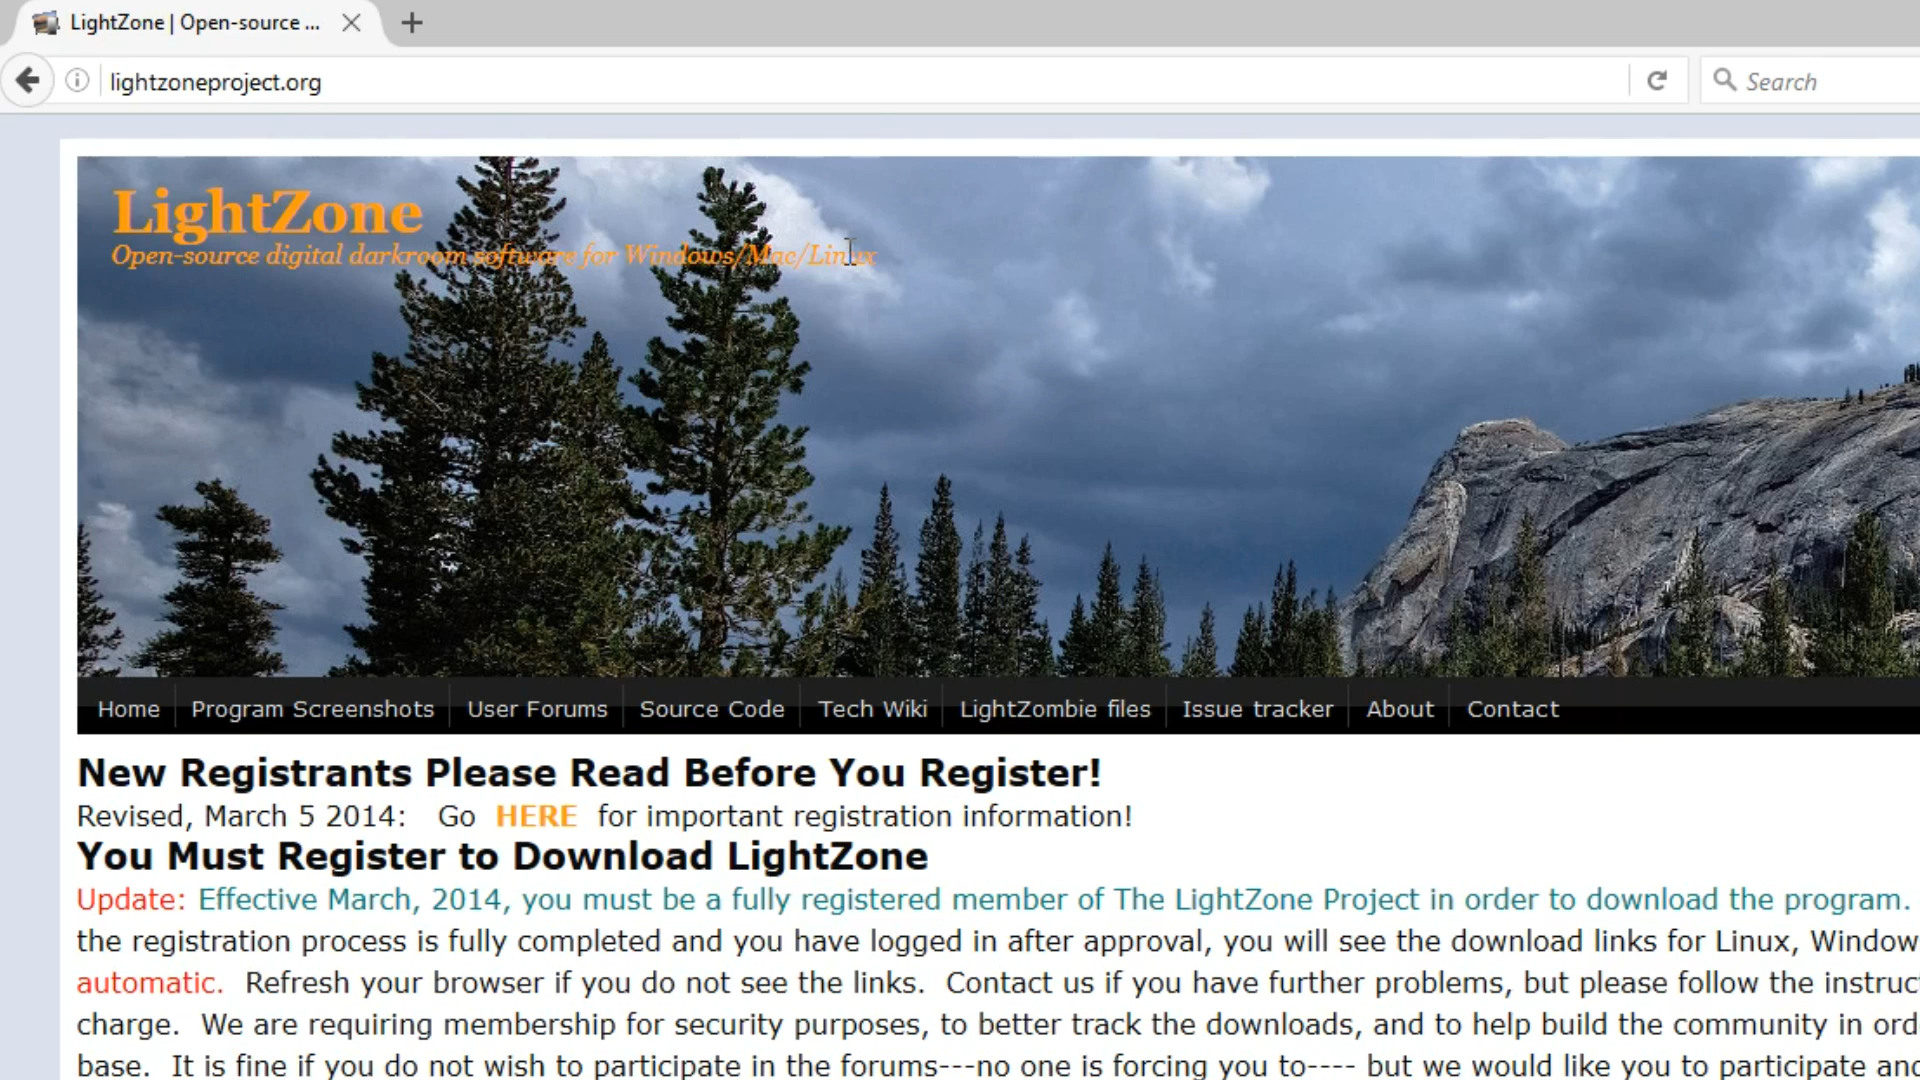 LightZone | Open-source ...
lightzoneproject.org
Search
LightZone
Open-source digital darkroom software for Windows/Mac/Linux
Home Program Screenshots User Forums Source Code Tech Wiki LightZombie files Issue tracker About Contact
New Registrants Please Read Before You Register!
Revised, March 5 2014: Go HERE for important registration information!
You Must Register to Download LightZone
Update: Effective March, 2014, you must be a fully registered member of The LightZone Project in order to download the program.
the registration process is fully completed and you have logged in after approval, you will see the download links for Linux, Window
automatic. Refresh your browser if you do not see the links. Contact us if you have further problems, but please follow the instruc
charge. We are requiring membership for security purposes, to better track the downloads, and to help build the community in ord
base. It is fine if you do not wish to participate in the forums---no one is forcing you to---- but we would like you to participate and